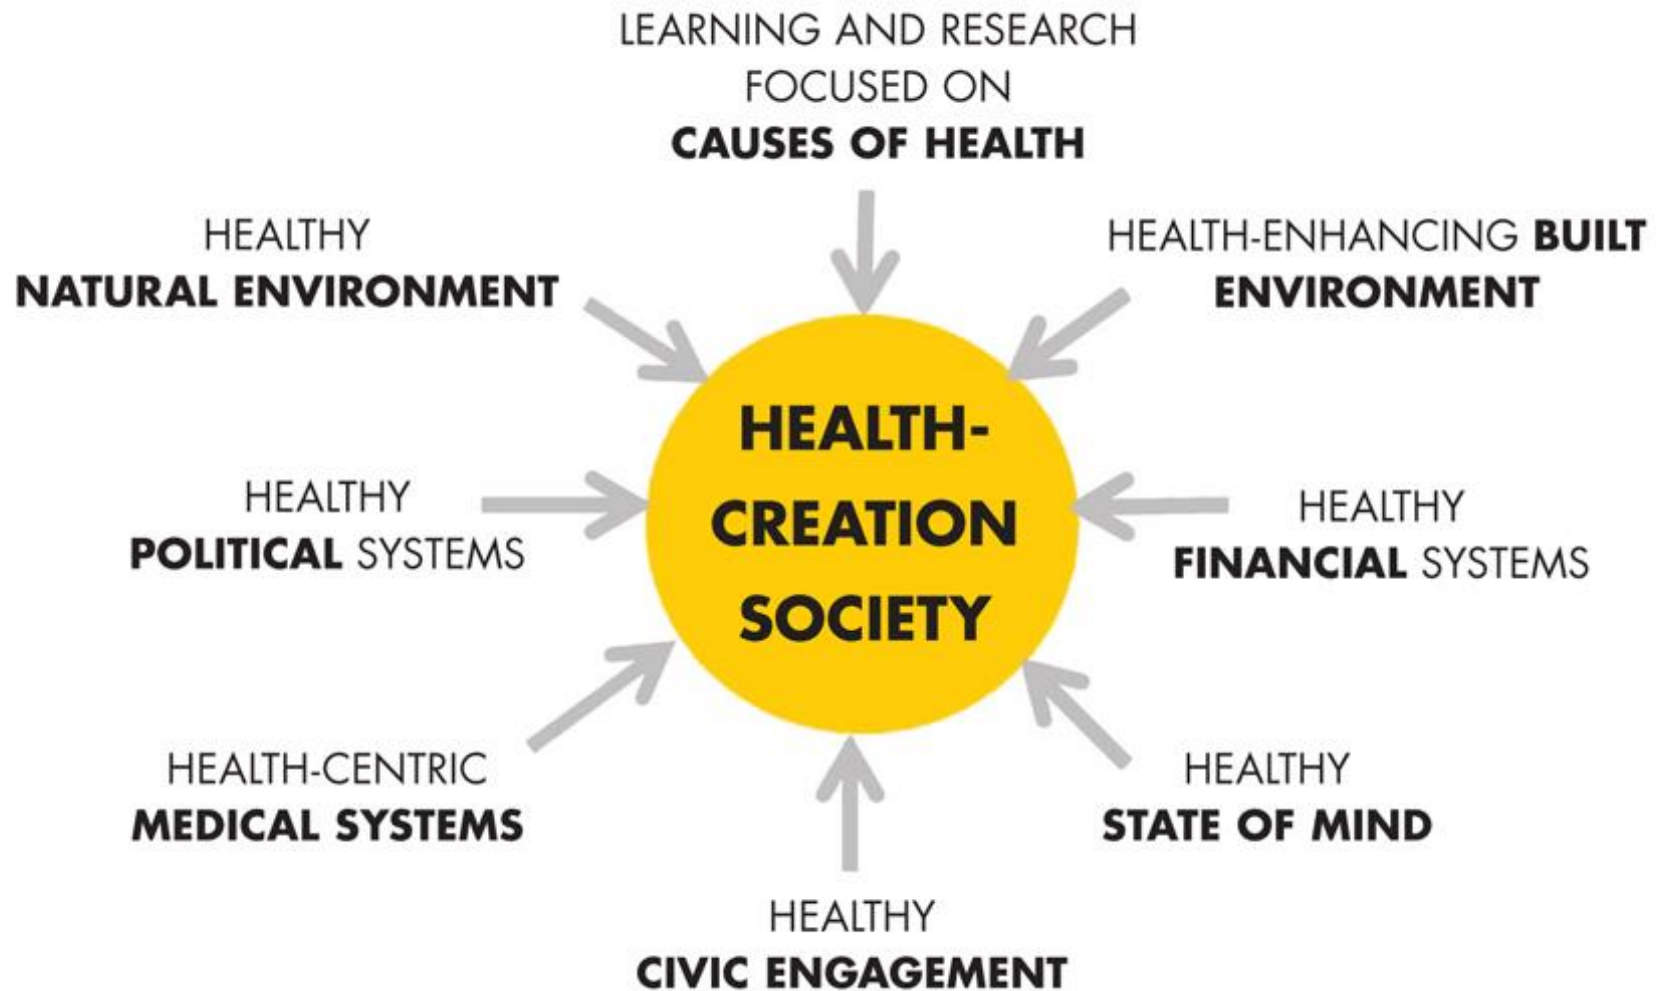 LEARNING AND RESEARCH
FOCUSED ON
CAUSES OF HEALTH
HEALTHY
NATURAL ENVIRONMENT
HEALTH-ENHANCING BUILT
ENVIRONMENT
HEALTH-
CREATION
SOCIETY
HEALTHY
POLITICAL SYSTEMS
HEALTHY
FINANCIAL SYSTEMS
HEALTH-CENTRIC
MEDICAL SYSTEMS
HEALTHY
STATE OF MIND
HEALTHY
CIVIC ENGAGEMENT